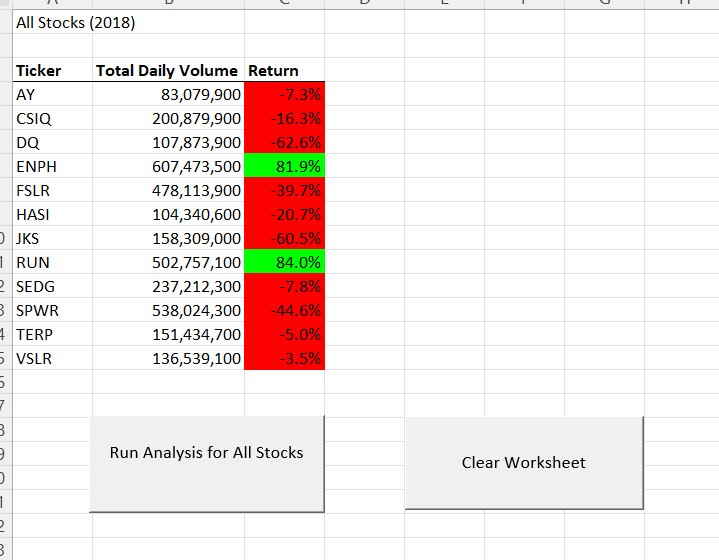 All Stocks (2018)
Ticker Total Daily Volume Return
AY 83,079,900 -7.3%
CSIQ 200,879,900 -16.3%
DQ 107,873,900 -62.6%
ENPH 607,473,500 81.9%
FSLR 478,113,900 -39.7%
HASI 104,340,600 -20.7%
JKS 158,309,000 -60.5%
RUN 502,757,100 84.0%
SEDG 237,212,300 -7.8%
SPWR 538,024,300 -44.6%
TERP 151,434,700 -5.0%
VSLR 136,539,100 -3.5%
Run Analysis for All Stocks
Clear Worksheet